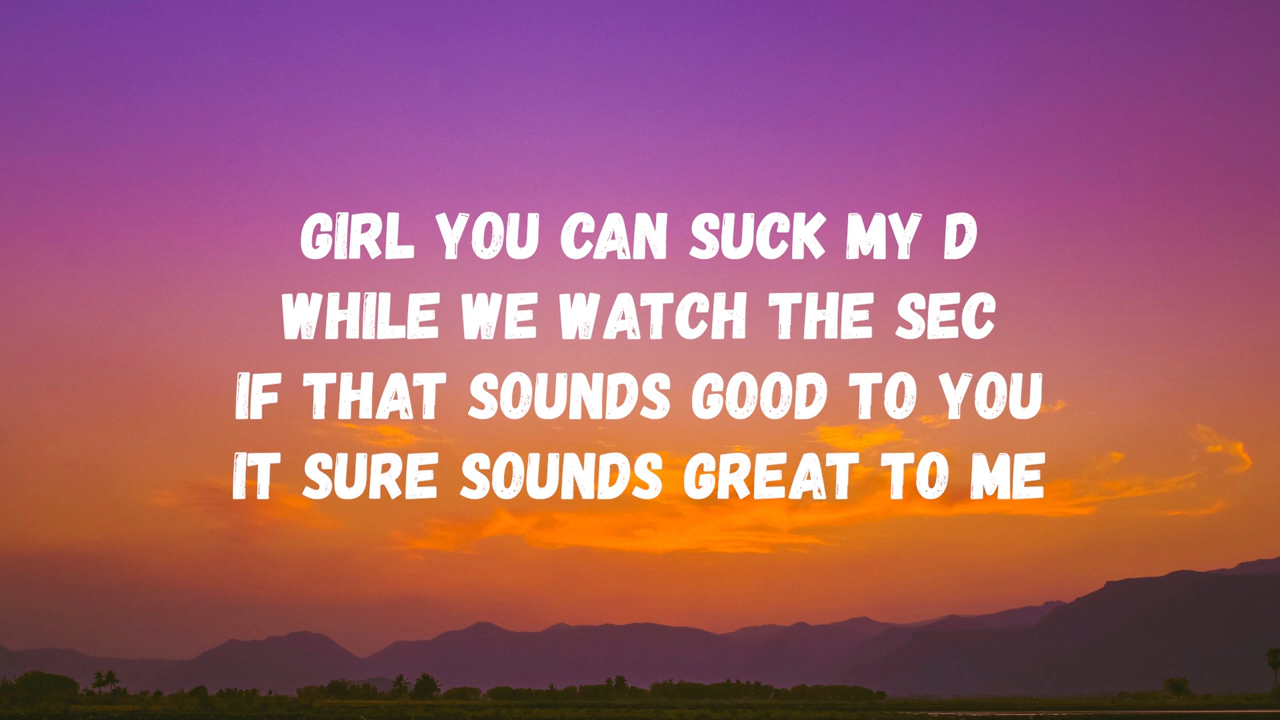 GIRL YOU CAN SUCK MY D
WHILE WE WATCH THE SEC
IF THAT SOUNDS GOOD TO YOU
IT SURE SOUNDS GREAT TO ME